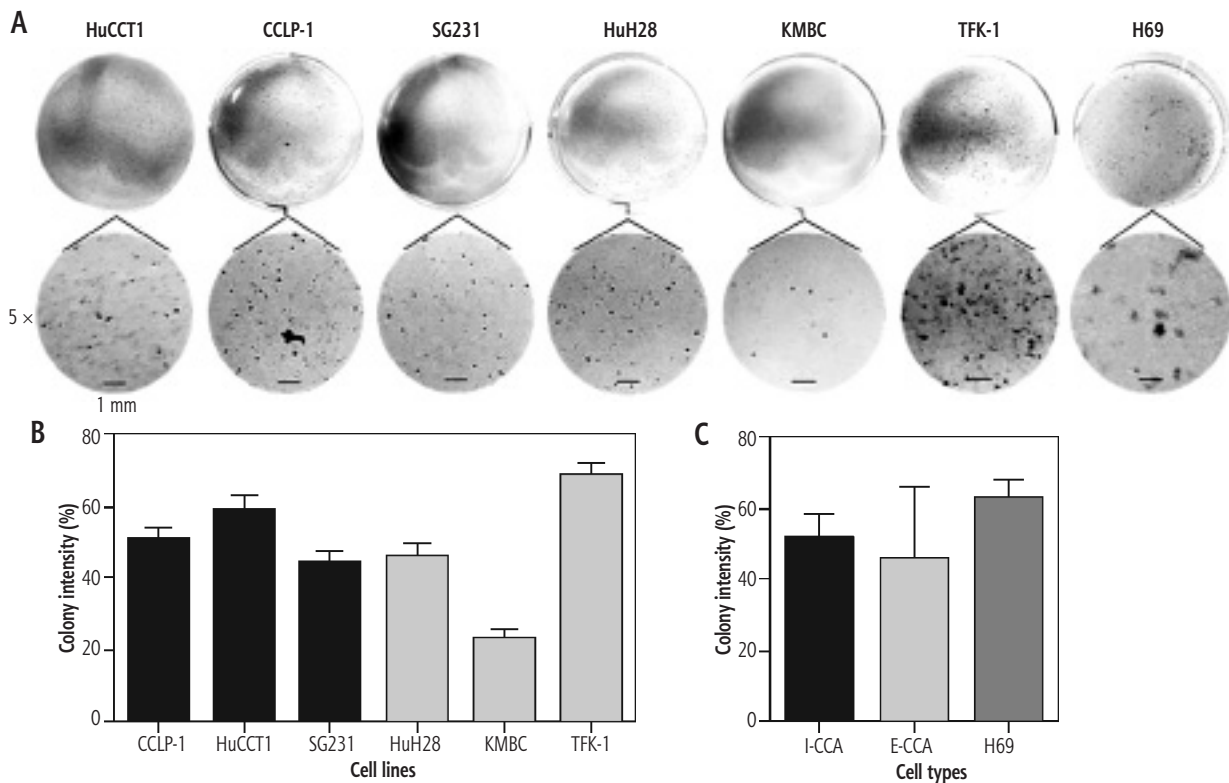 A
HuCCT1 CCLP-1 SG231 HuH28 KMBC TFK-1 H69
5 ×
1 mm
B
80
60
40
20
0
Colony intensity (%)
CCLP-1 HuCCT1 SG231 HuH28 KMBC TFK-1
Cell lines
C
80
60
40
20
0
Colony intensity (%)
I-CCA E-CCA H69
Cell types